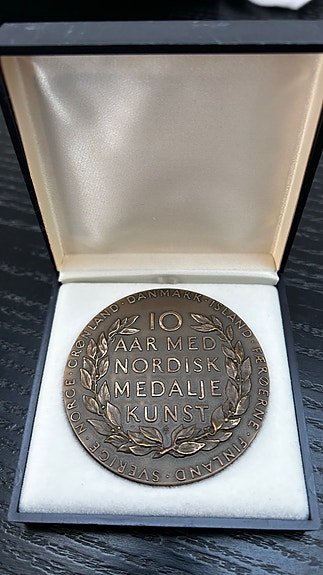 SVERIGE · NORGE · GRØNLAND · DANMARK · ISLAND · FÆRØERNE · FINLAND ·
10
AAR MED
NORDISK
MEDALJE
KUNST